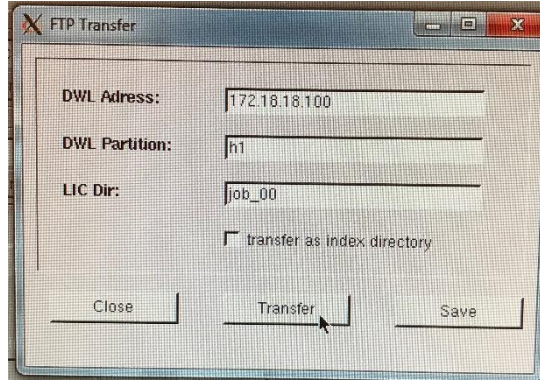 FTP Transfer
DWL Adress: 172.18.18.100
DWL Partition: h1
LIC Dir: job_00
transfer as index directory
Close Transfer Save